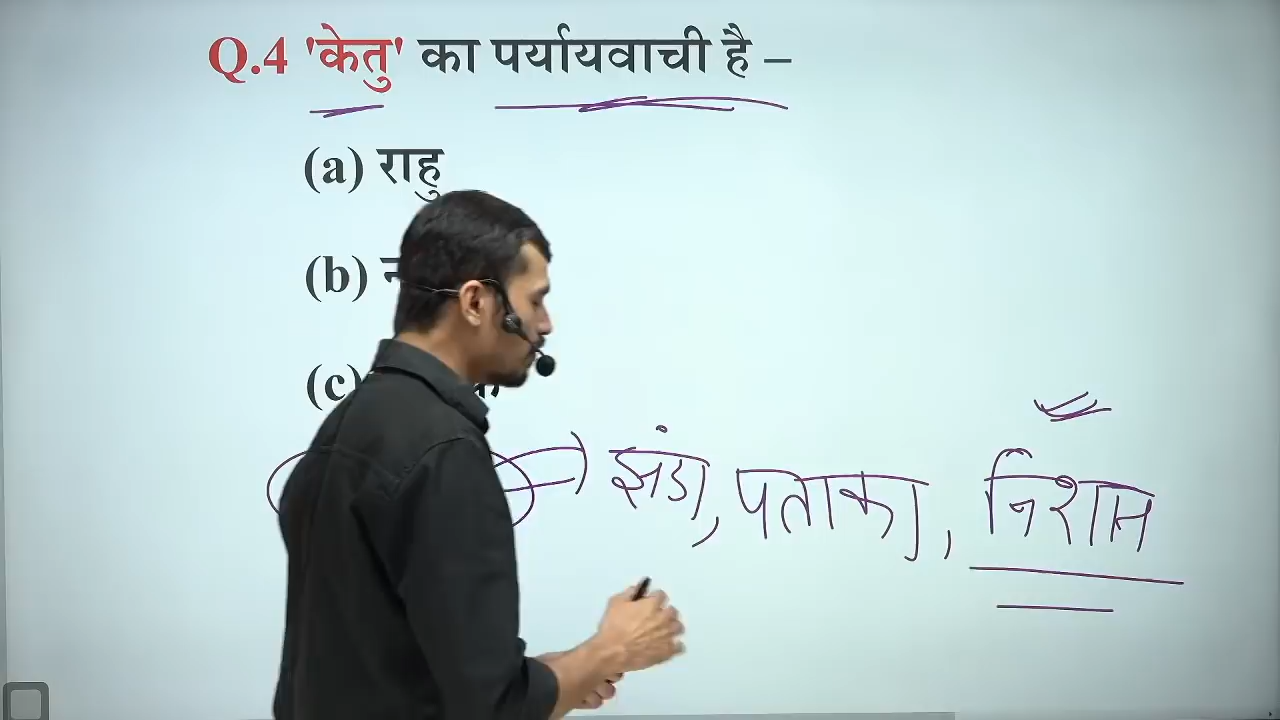 Q.4 'केतु' का पर्यायवाची है –
(a) राहु
(b)
(c)
झंडा, पताका, निशान